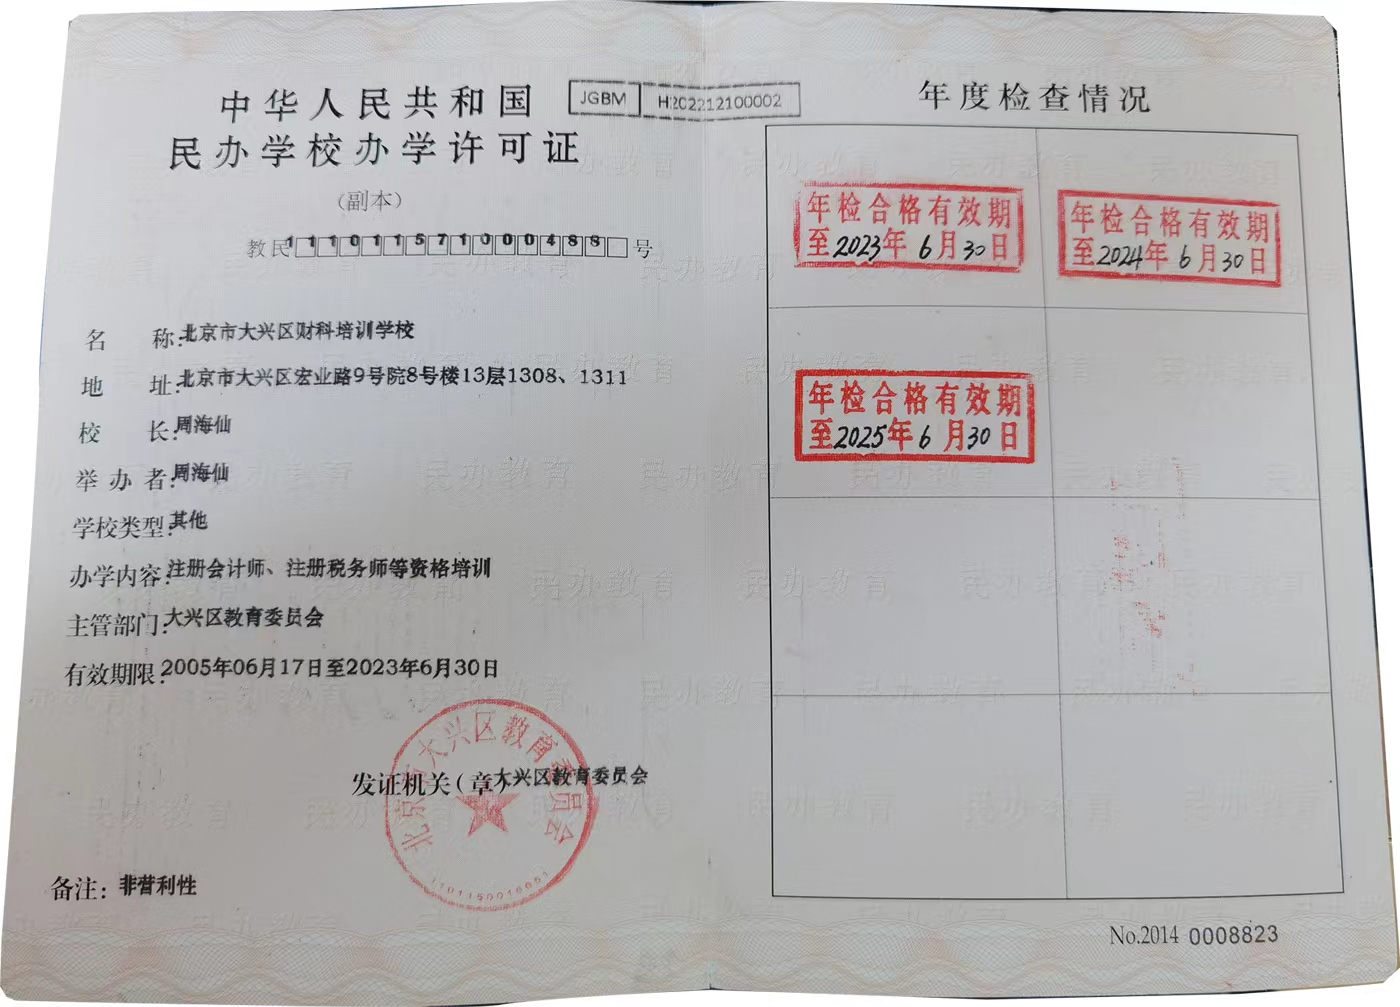 中华人民共和国
民办学校办学许可证
(副本)
JGBM H202212100002
教民111011571000488号
名称:北京市大兴区财科培训学校
地址:北京市大兴区宏业路9号院8号楼13层1308、1311
校长:周海仙
举办者:周海仙
学校类型:其他
办学内容:注册会计师、注册税务师等资格培训
主管部门:大兴区教育委员会
有效期限:2005年06月17日至2023年6月30日
发证机关(章)大兴区教育委员会
北京市大兴区教育委员会
备注:非营利性
年度检查情况
年检合格有效期
至2023年6月30日
年检合格有效期
至2024年6月30日
年检合格有效期
至2025年6月30日
No.2014 0008823
民办教育